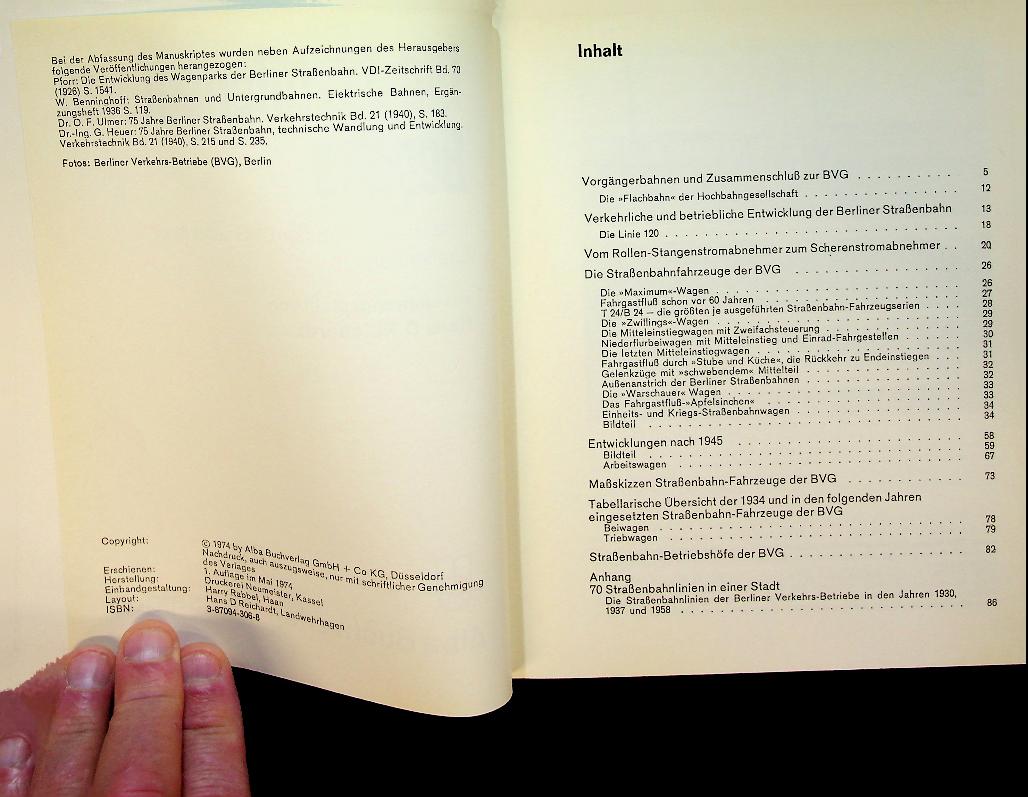 Bei der Abfassung des Manuskriptes wurden neben Aufzeichnungen des Herausgebers
folgende Veröffentlichungen herangezogen:
Pforr: Die Entwicklung des Wagenparks der Berliner Straßenbahn. VDI-Zeitschrift Bd. 70
(1926) S. 1541.
W. Benninghoff: Straßenbahnen und Untergrundbahnen. Elektrische Bahnen, Ergän-
zungsheft 1936 S. 119.
Dr. O. F. Ulmer: 75 Jahre Berliner Straßenbahn. Verkehrstechnik Bd. 21 (1940), S. 183.
Dr.-Ing. G. Heuer: 75 Jahre Berliner Straßenbahn, technische Wandlung und Entwicklung.
Verkehrstechnik Bd. 21 (1940), S. 215 und S. 235.
Fotos: Berliner Verkehrs-Betriebe (BVG), Berlin
Copyright: © 1974 by Alba Buchverlag GmbH + Co KG, Düsseldorf
Nachdruck, auch auszugsweise, nur mit schriftlicher Genehmigung
des Verlages
Erschienen: 1. Auflage im Mai 1974
Herstellung: Druckerei Neumeister, Kassel
Einbandgestaltung: Harry Rabbel, Haan
Layout: Hans D Reichardt, Landwehrhagen
ISBN: 3-87094-306-8
Inhalt
Vorgängerbahnen und Zusammenschluß zur BVG . . . . . . . . . . 5
Die »Flachbahn« der Hochbahngesellschaft . . . . . . . . . . . . . . . . 12
Verkehrliche und betriebliche Entwicklung der Berliner Straßenbahn 13
Die Linie 120 . . . . . . . . . . . . . . . . . . . . . . . . . . . 18
Vom Rollen-Stangenstromabnehmer zum Scherenstromabnehmer . . 20
Die Straßenbahnfahrzeuge der BVG . . . . . . . . . . . . . . . . . 26
Die »Maximum«-Wagen . . . . . . . . . . . . . . . . . . . . . . . 26
Fahrgastfluß schon vor 60 Jahren . . . . . . . . . . . . . . . . . . . 27
T 24/B 24 — die größten je ausgeführten Straßenbahn-Fahrzeugserien . . . . 28
Die »Zwillings«-Wagen . . . . . . . . . . . . . . . . . . . . . . . 29
Die Mitteleinstiegwagen mit Zweifachsteuerung . . . . . . . . . . . . . 29
Niederflurbeiwagen mit Mitteleinstieg und Einrad-Fahrgestellen . . . . . . 30
Die letzten Mitteleinstiegwagen . . . . . . . . . . . . . . . . . . . 31
Fahrgastfluß durch »Stube und Küche«, die Rückkehr zu Endeinstiegen . . . 31
Gelenkzüge mit »schwebendem« Mittelteil . . . . . . . . . . . . . . . 32
Außenanstrich der Berliner Straßenbahnen . . . . . . . . . . . . . . . 32
Die »Warschauer« Wagen . . . . . . . . . . . . . . . . . . . . . . 33
Das Fahrgastfluß-»Apfelsinchen« . . . . . . . . . . . . . . . . . . . 33
Einheits- und Kriegs-Straßenbahnwagen . . . . . . . . . . . . . . . . 34
Bildteil . . . . . . . . . . . . . . . . . . . . . . . . . . . . . 34
Entwicklungen nach 1945 . . . . . . . . . . . . . . . . . . . . . . 58
Bildteil . . . . . . . . . . . . . . . . . . . . . . . . . . . . . 59
Arbeitswagen . . . . . . . . . . . . . . . . . . . . . . . . . . . 67
Maßskizzen Straßenbahn-Fahrzeuge der BVG . . . . . . . . . . . . 73
Tabellarische Übersicht der 1934 und in den folgenden Jahren
eingesetzten Straßenbahn-Fahrzeuge der BVG
Beiwagen . . . . . . . . . . . . . . . . . . . . . . . . . . . . 78
Triebwagen . . . . . . . . . . . . . . . . . . . . . . . . . . . 79
Straßenbahn-Betriebshöfe der BVG . . . . . . . . . . . . . . . . . 82
Anhang
70 Straßenbahnlinien in einer Stadt
Die Straßenbahnlinien der Berliner Verkehrs-Betriebe in den Jahren 1930,
1937 und 1958 . . . . . . . . . . . . . . . . . . . . . . . . . . 86